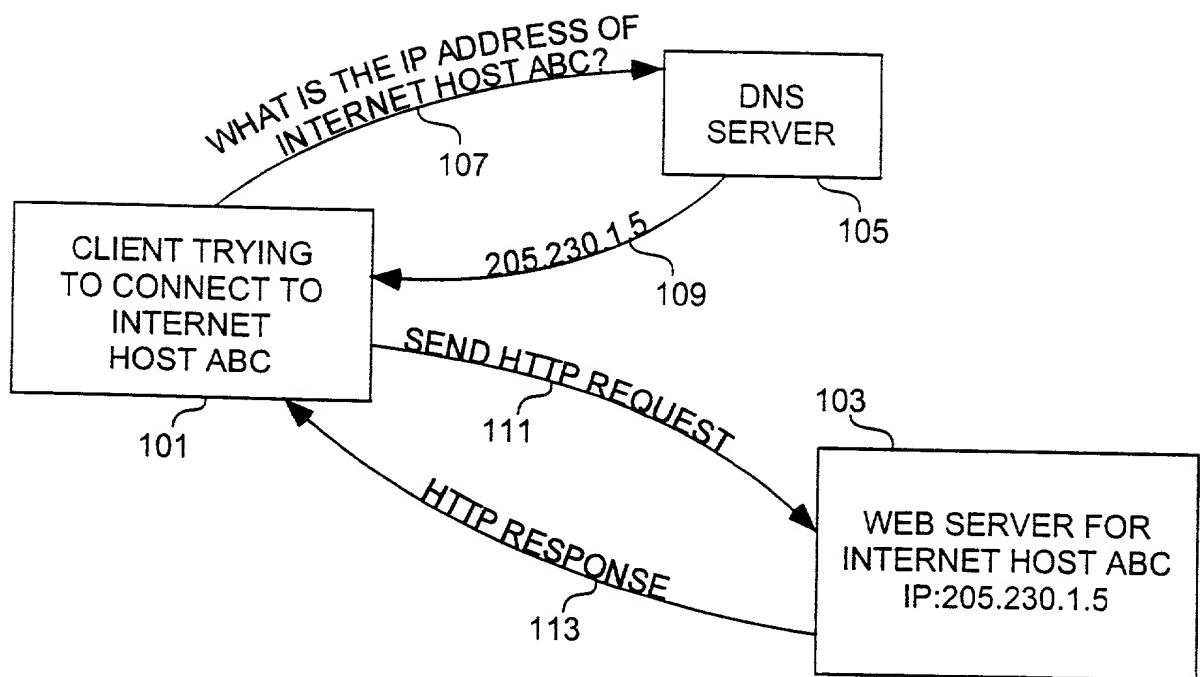 WHAT IS THE IP ADDRESS OF
INTERNET HOST ABC?
107
DNS
SERVER
105
205.230.1.5
109
CLIENT TRYING
TO CONNECT TO
INTERNET
HOST ABC
101
SEND HTTP REQUEST
111
103
WEB SERVER FOR
INTERNET HOST ABC
IP:205.230.1.5
HTTP RESPONSE
113